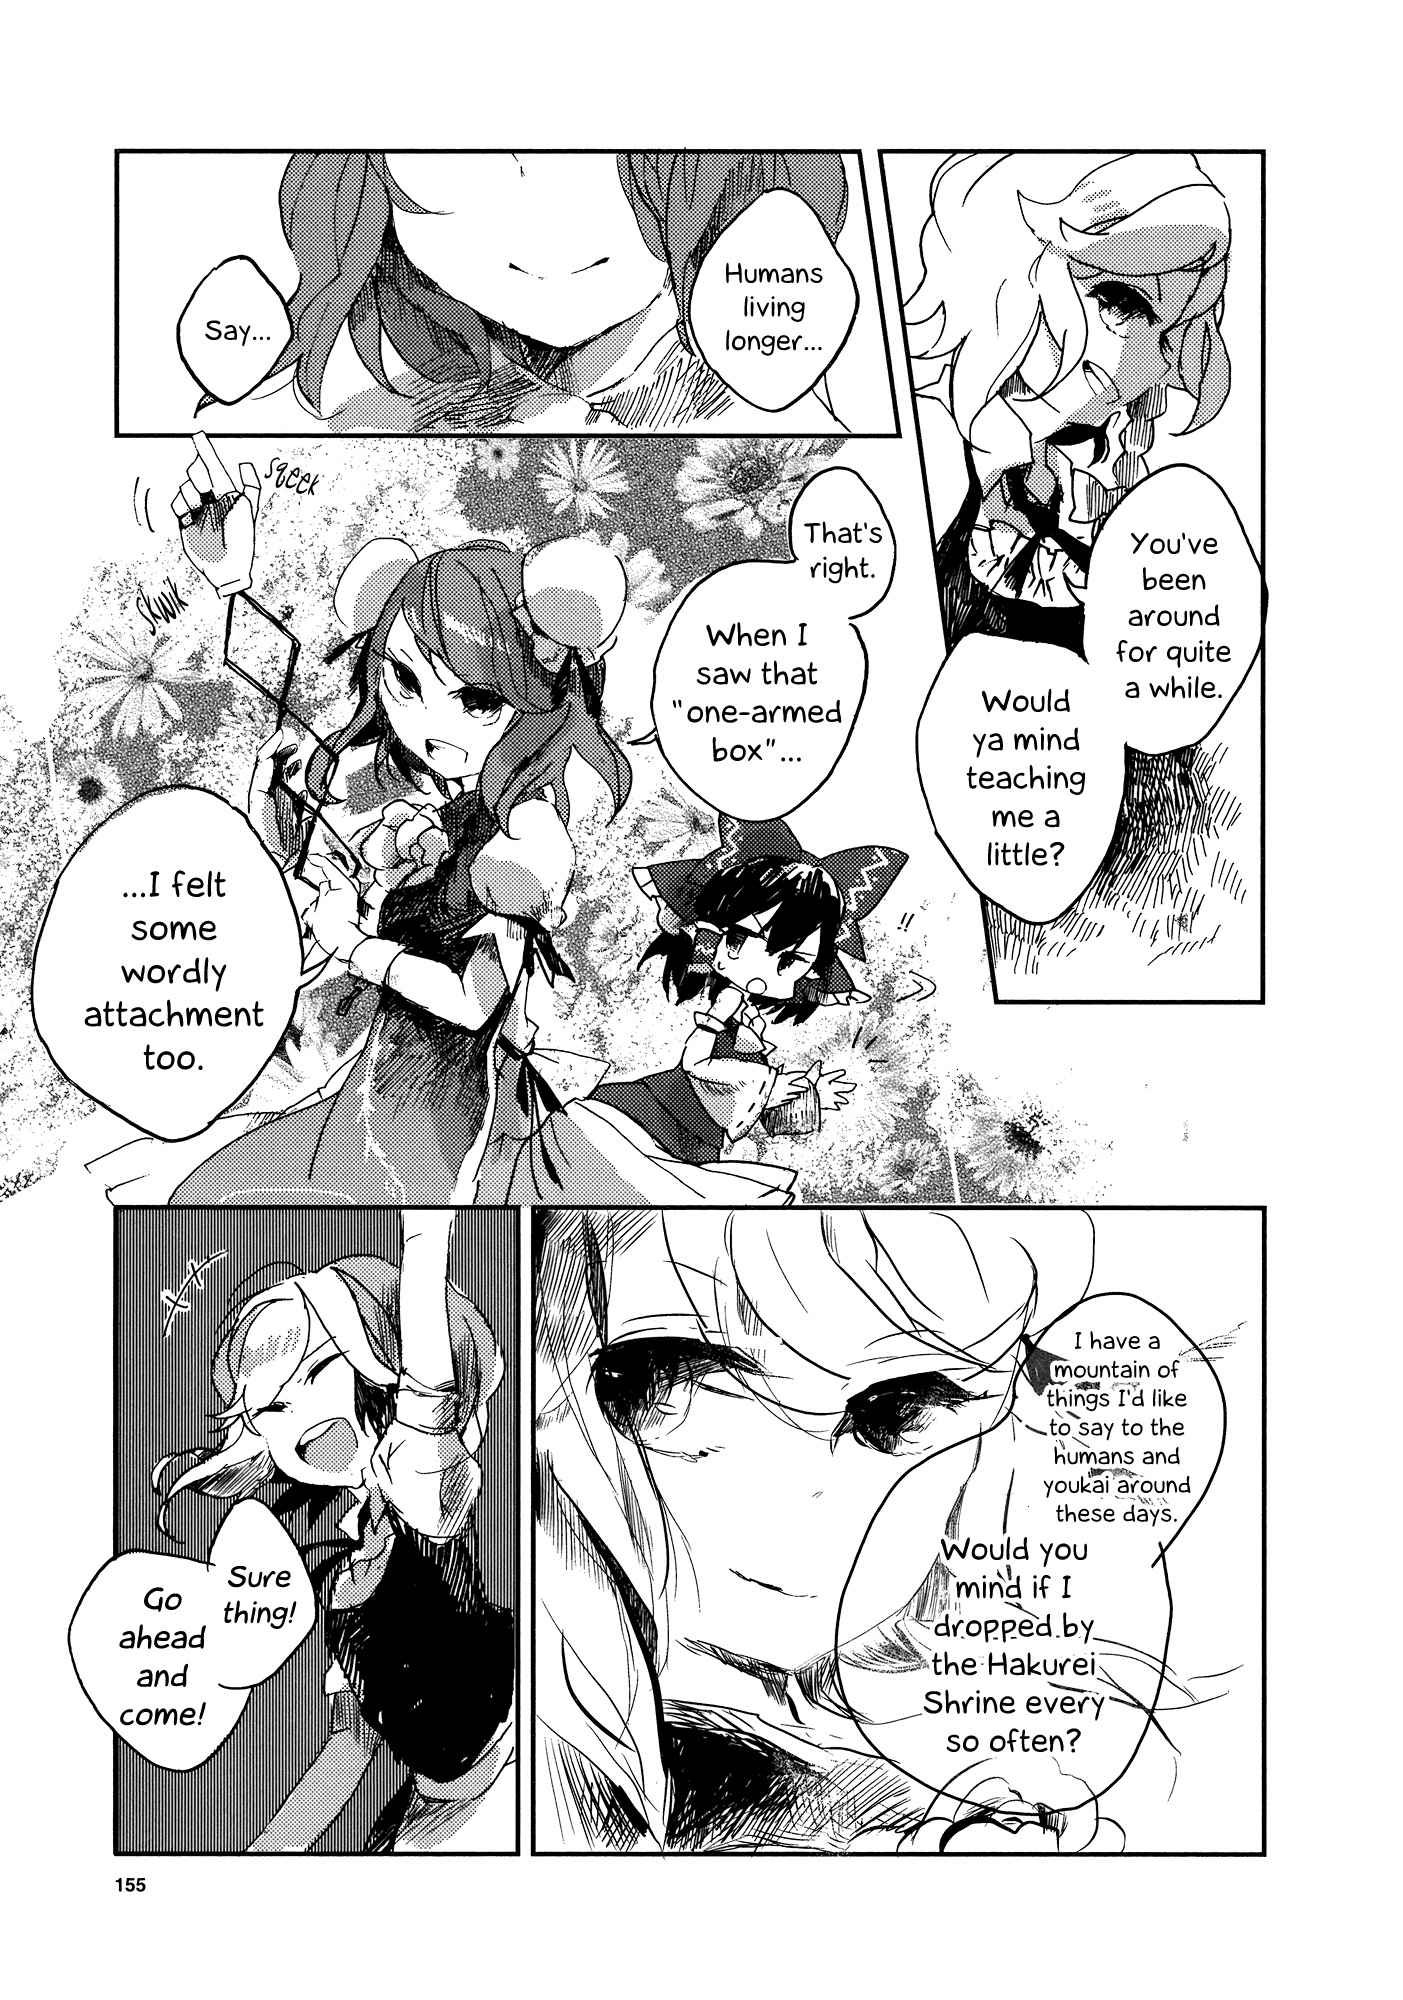 You've
been
around
for quite
a while.
Would
ya mind
teaching
me a
little?
Humans
living
longer...
Say...
That's
right.
When I
saw that
"one-armed
box"...
sqeek
skwik
!!
...I felt
some
wordly
attachment
too.
I have a
mountain of
things I'd like
to say to the
humans and
youkai around
these days.
Would you
mind if I
dropped by
the Hakurei
Shrine every
so often?
Sure
thing!
Go
ahead
and
come!
155